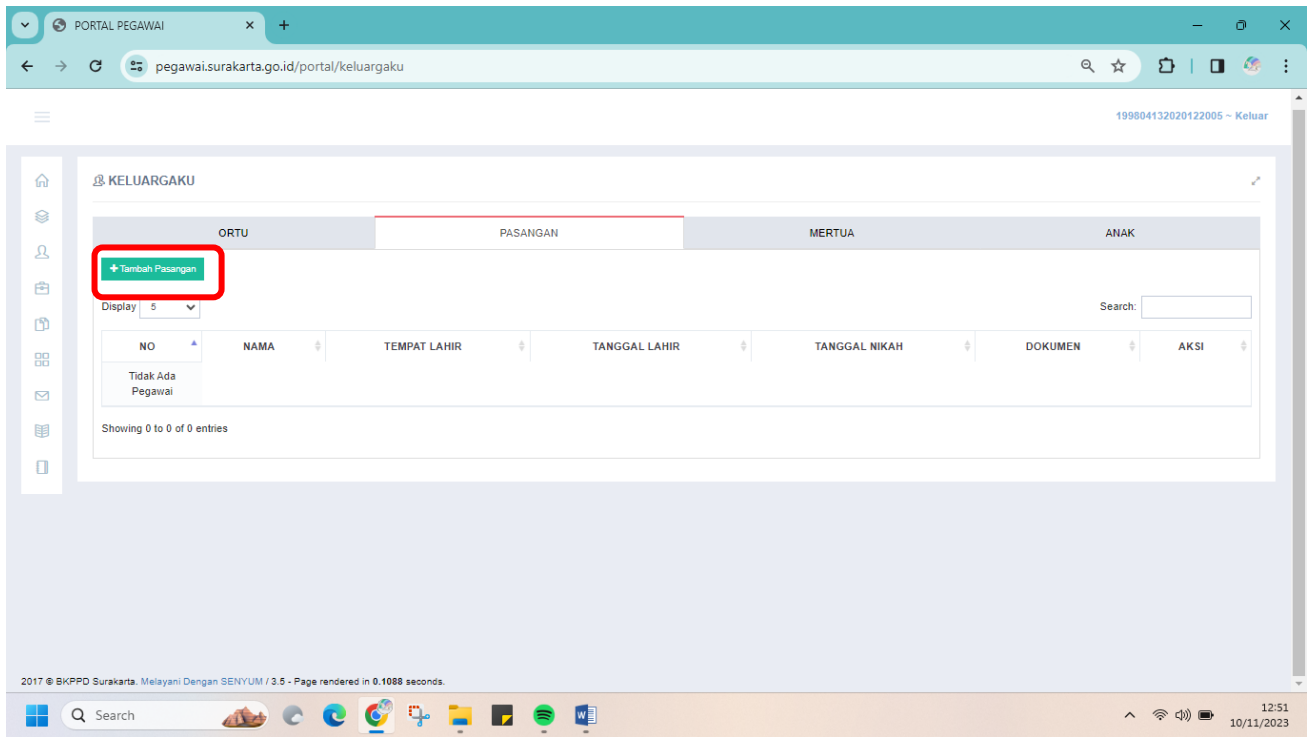 PORTAL PEGAWAI
pegawai.surakarta.go.id/portal/keluargaku
199804132020122005 ~ Keluar
KELUARGAKU
ORTU PASANGAN MERTUA ANAK
+Tambah Pasangan
Display 5 Search:
NO NAMA TEMPAT LAHIR TANGGAL LAHIR TANGGAL NIKAH DOKUMEN AKSI
Tidak Ada
Pegawai
Showing 0 to 0 of 0 entries
2017 © BKPPD Surakarta. Melayani Dengan SENYUM / 3.5 - Page rendered in 0.1088 seconds.
Search
12:51
10/11/2023